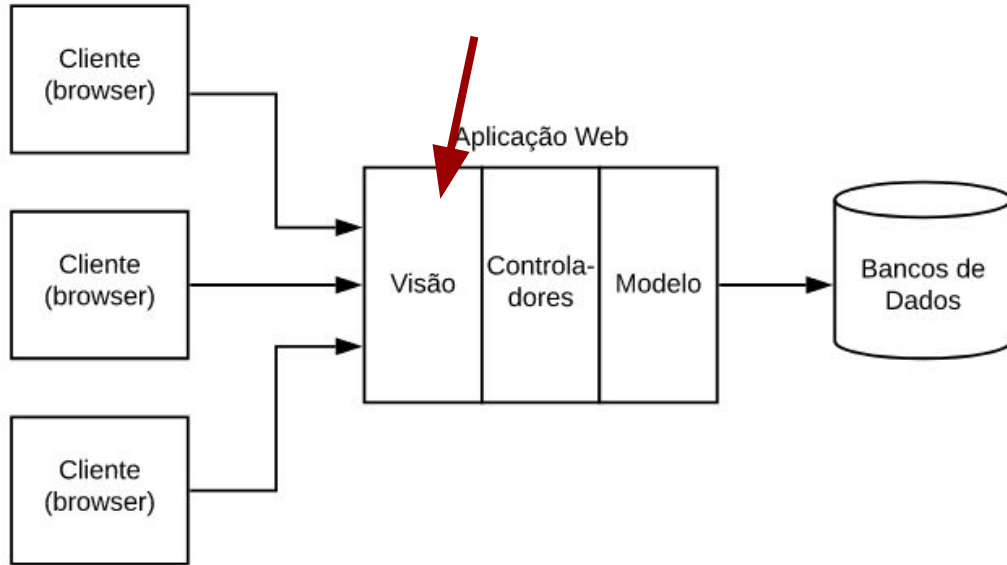 Cliente
(browser)
Cliente
(browser)
Cliente
(browser)
Aplicação Web
Visão
Controla-
dores
Modelo
Bancos de
Dados